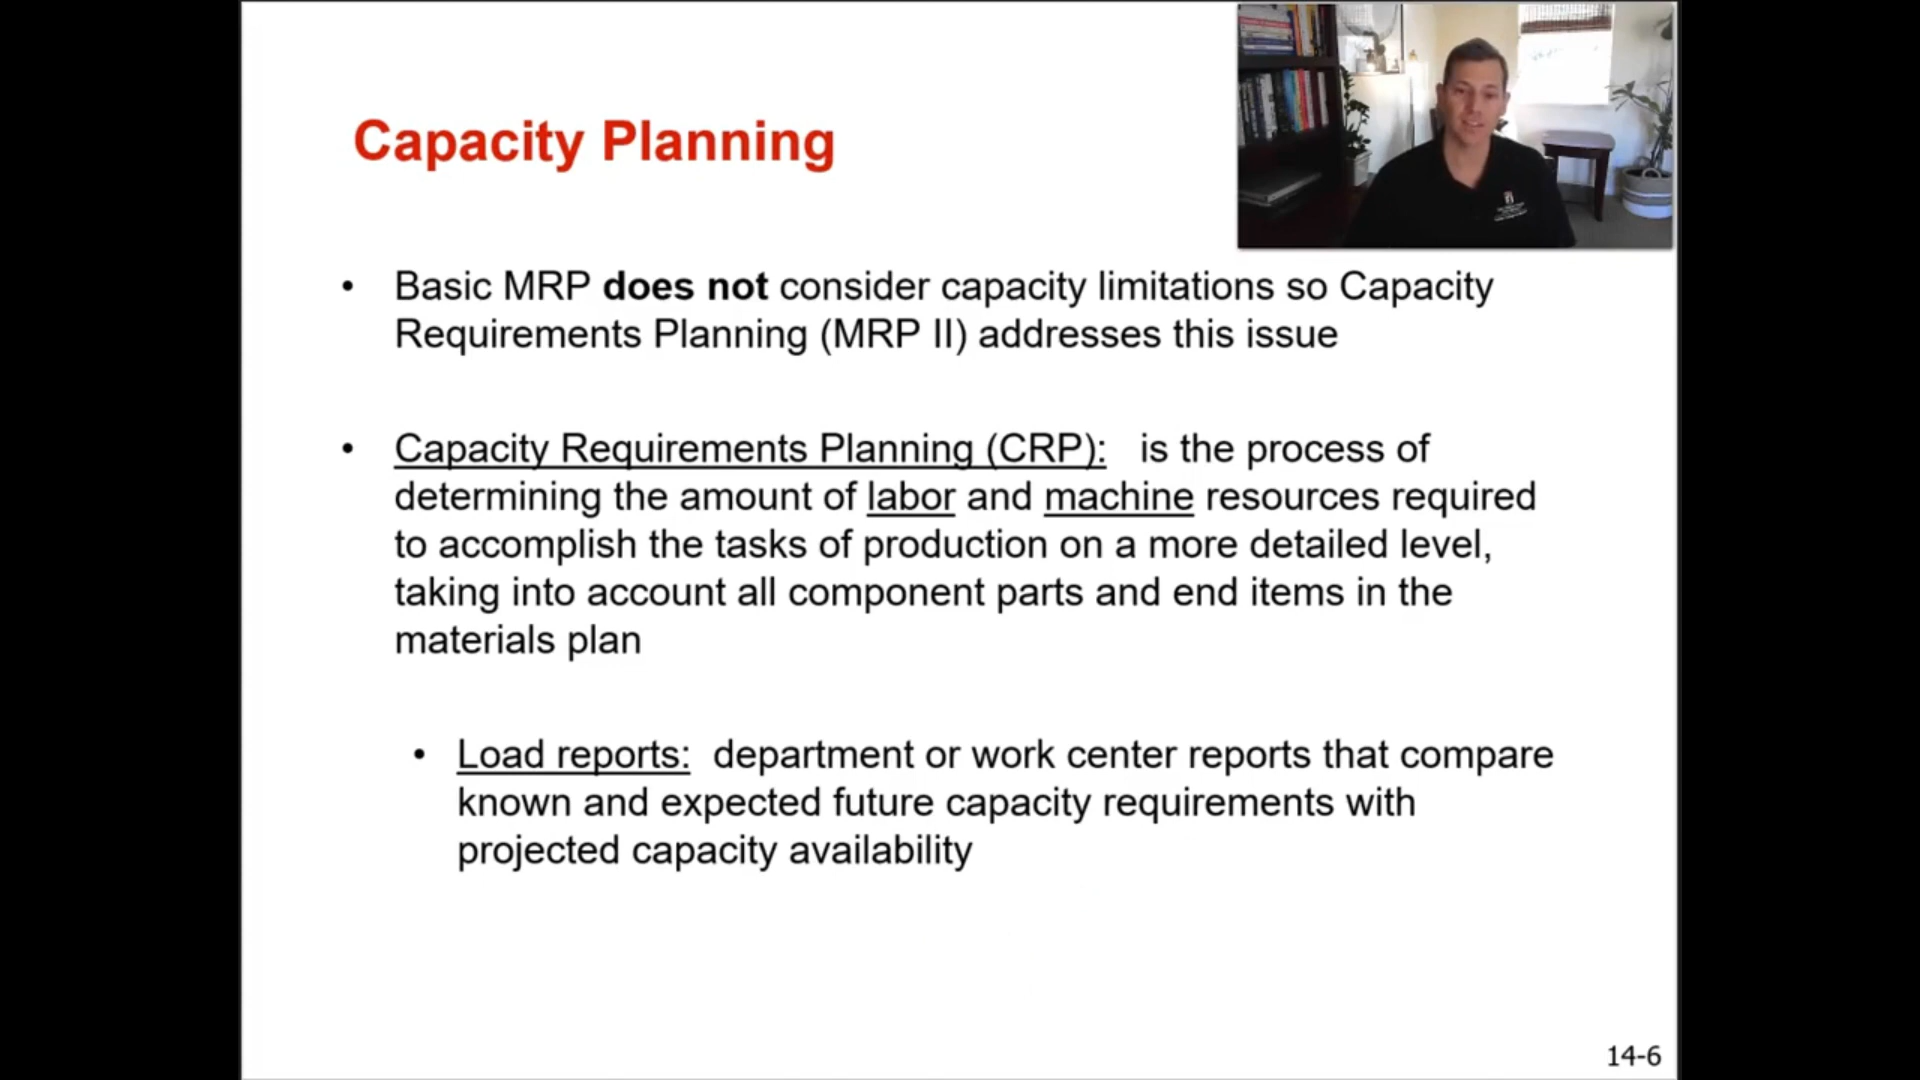 Capacity Planning
• Basic MRP does not consider capacity limitations so Capacity
Requirements Planning (MRP II) addresses this issue
• Capacity Requirements Planning (CRP): is the process of
determining the amount of labor and machine resources required
to accomplish the tasks of production on a more detailed level,
taking into account all component parts and end items in the
materials plan
• Load reports: department or work center reports that compare
known and expected future capacity requirements with
projected capacity availability
14-6